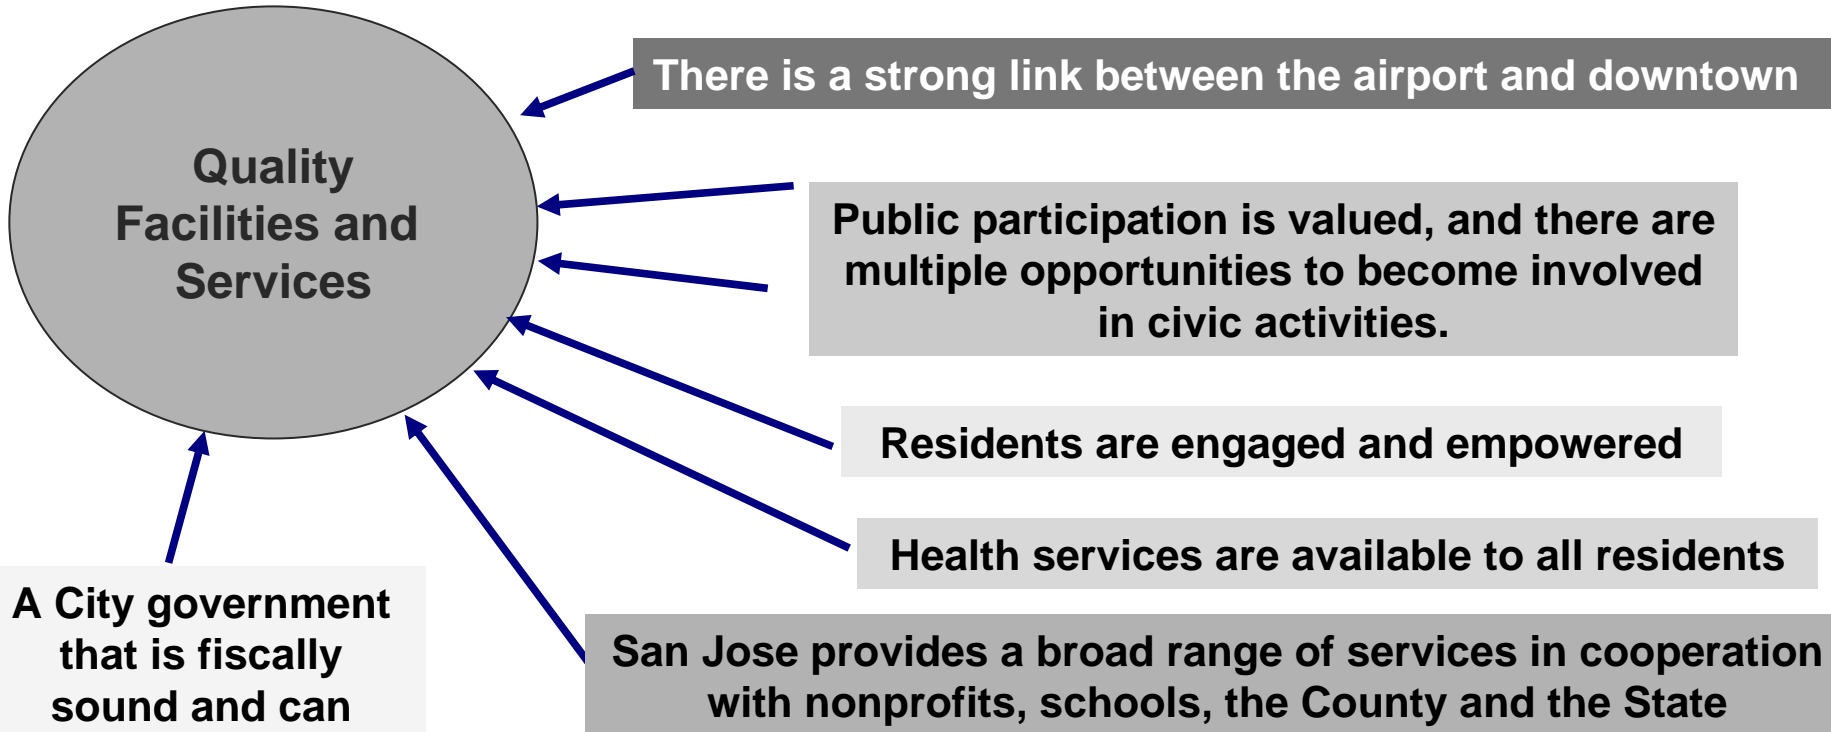 Quality
Facilities and
Services
There is a strong link between the airport and downtown
Public participation is valued, and there are
multiple opportunities to become involved
in civic activities.
Residents are engaged and empowered
Health services are available to all residents
San Jose provides a broad range of services in cooperation
with nonprofits, schools, the County and the State
A City government
that is fiscally
sound and can